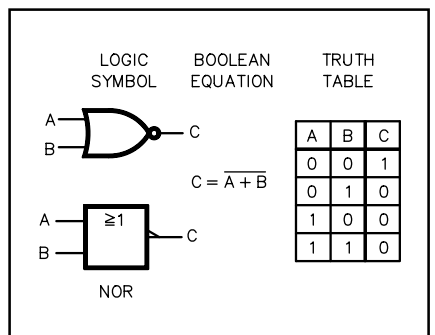 LOGIC SYMBOL
BOOLEAN EQUATION
TRUTH TABLE
A
B
C
C = \overline{A + B}
A B C
0 0 1
0 1 0
1 0 0
1 1 0
A
B
≧1
C
NOR